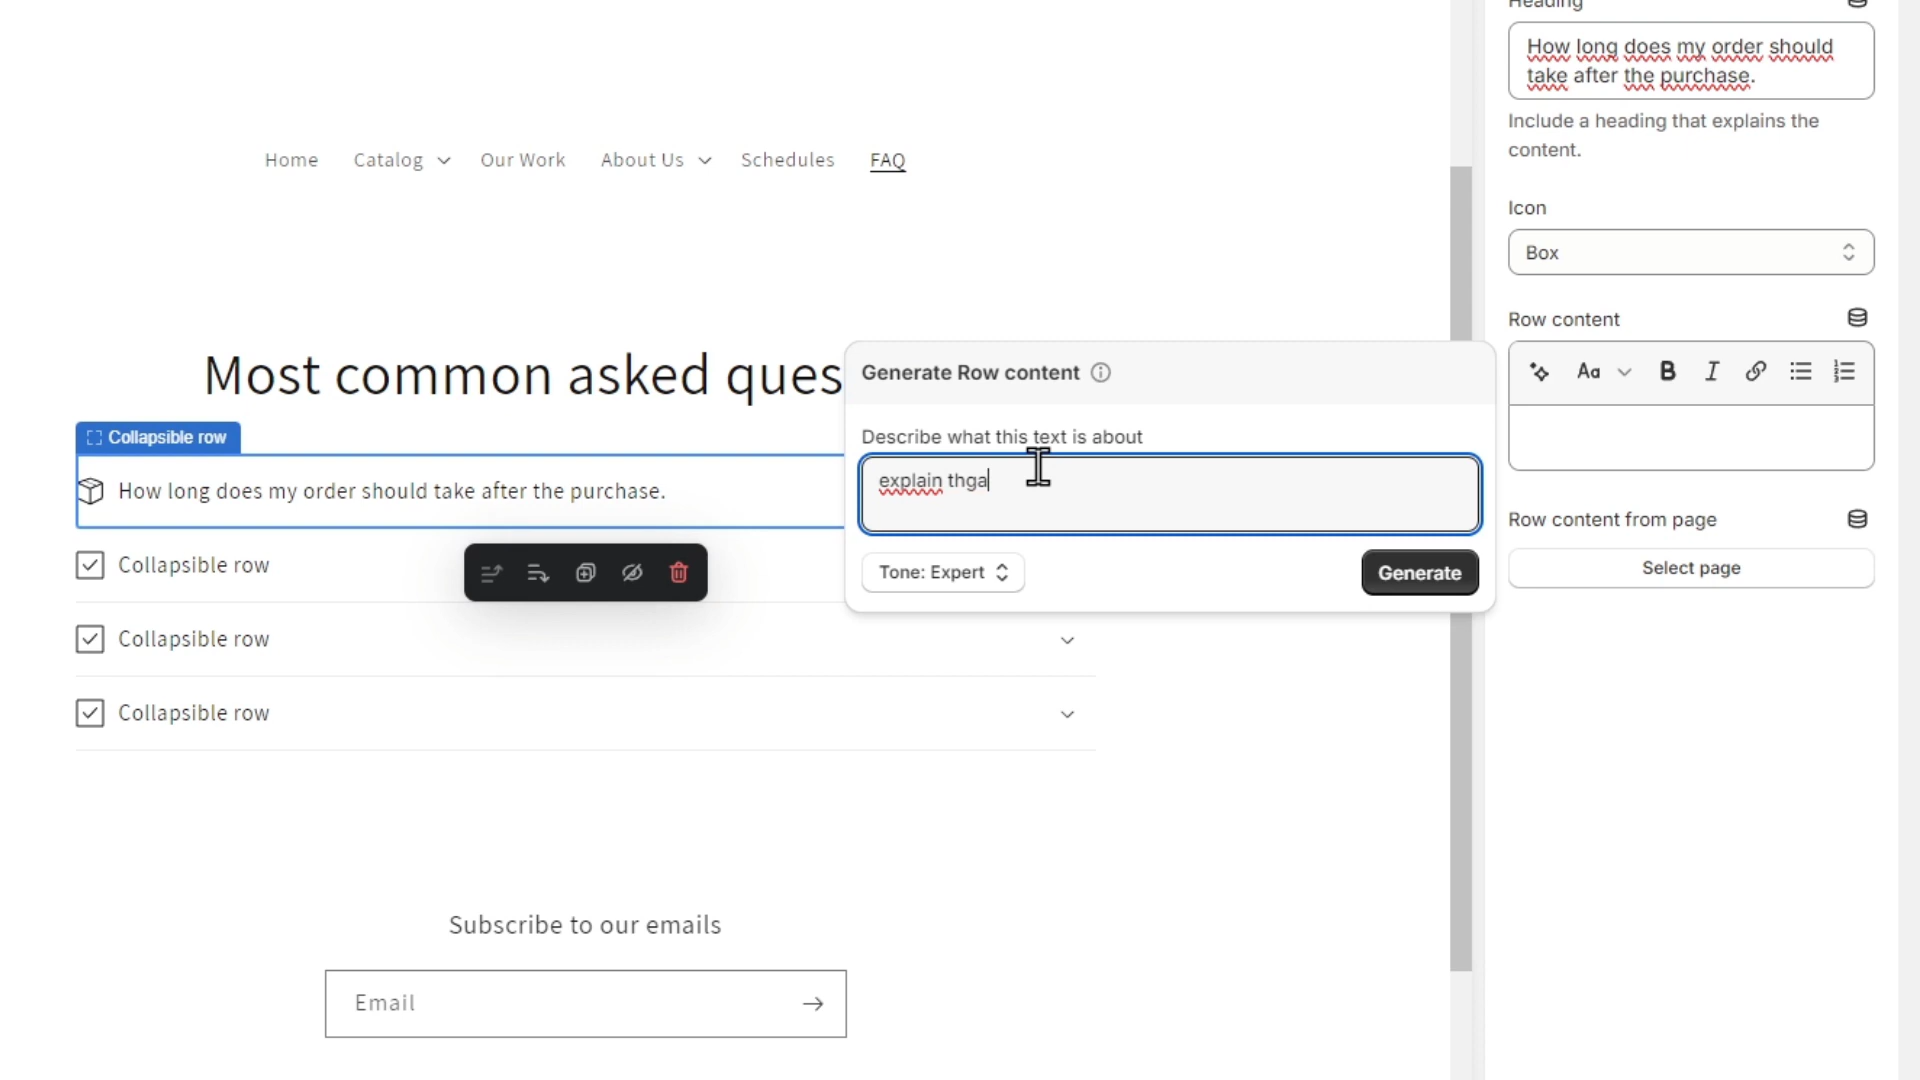 Heading
How long does my order should
take after the purchase.
Include a heading that explains the
content.
Home Catalog Our Work About Us Schedules FAQ
Icon
Box
Row content
Aa B I
Most common asked ques
Generate Row content
Describe what this text is about
explain thga
Tone: Expert
Generate
Collapsible row
How long does my order should take after the purchase.
Collapsible row
Collapsible row
Collapsible row
Row content from page
Select page
Subscribe to our emails
Email